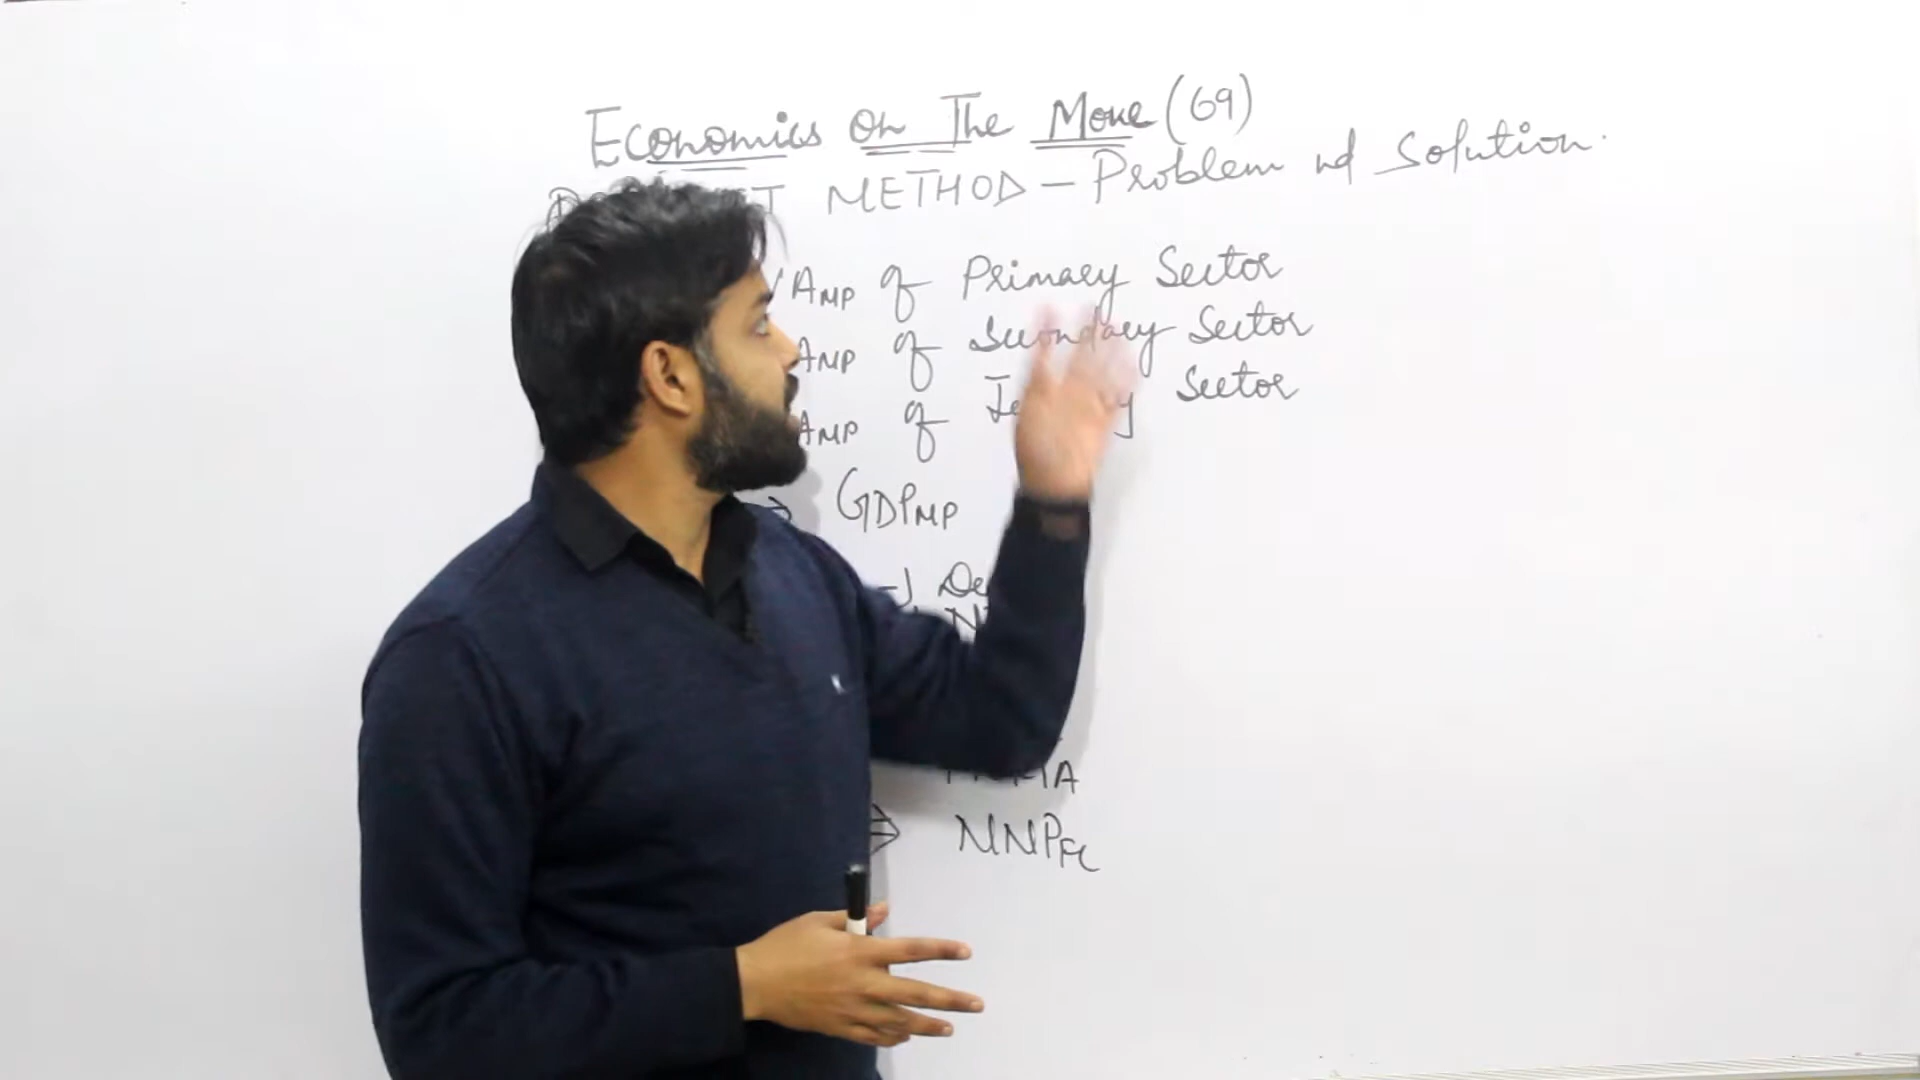 Economics On The Move (69)
METHOD - Problem nd Solution.
VAMP of Primary Sector
AMP of Secondary Sector
AMP of Sector
→ GDPMP
(-)
⇒ NNPFC